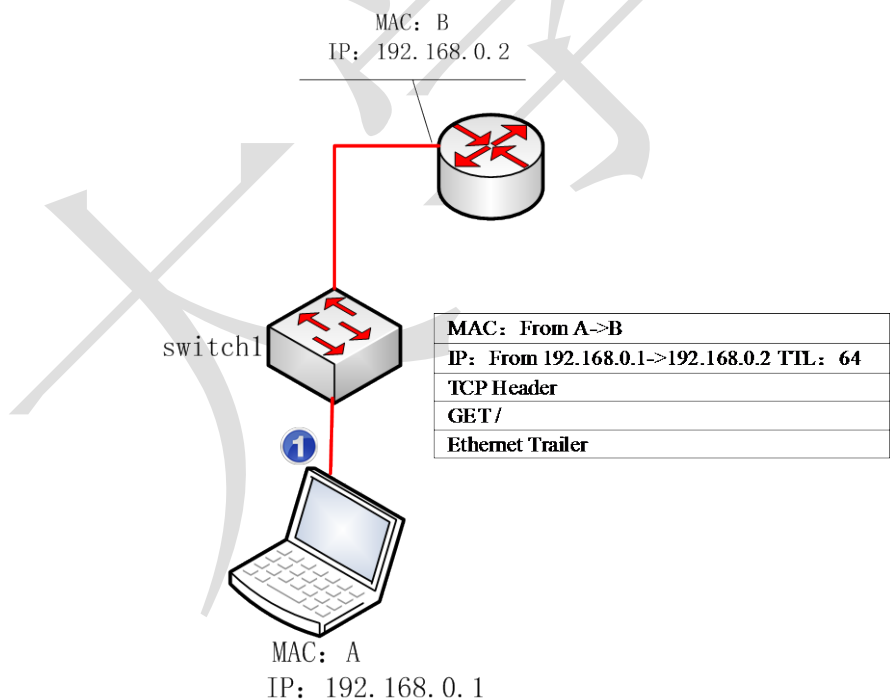 MAC: B
IP: 192.168.0.2
switch1
MAC: From A->B
IP: From 192.168.0.1->192.168.0.2 TTL: 64
TCP Header
GET /
Ethernet Trailer
1
MAC: A
IP: 192.168.0.1